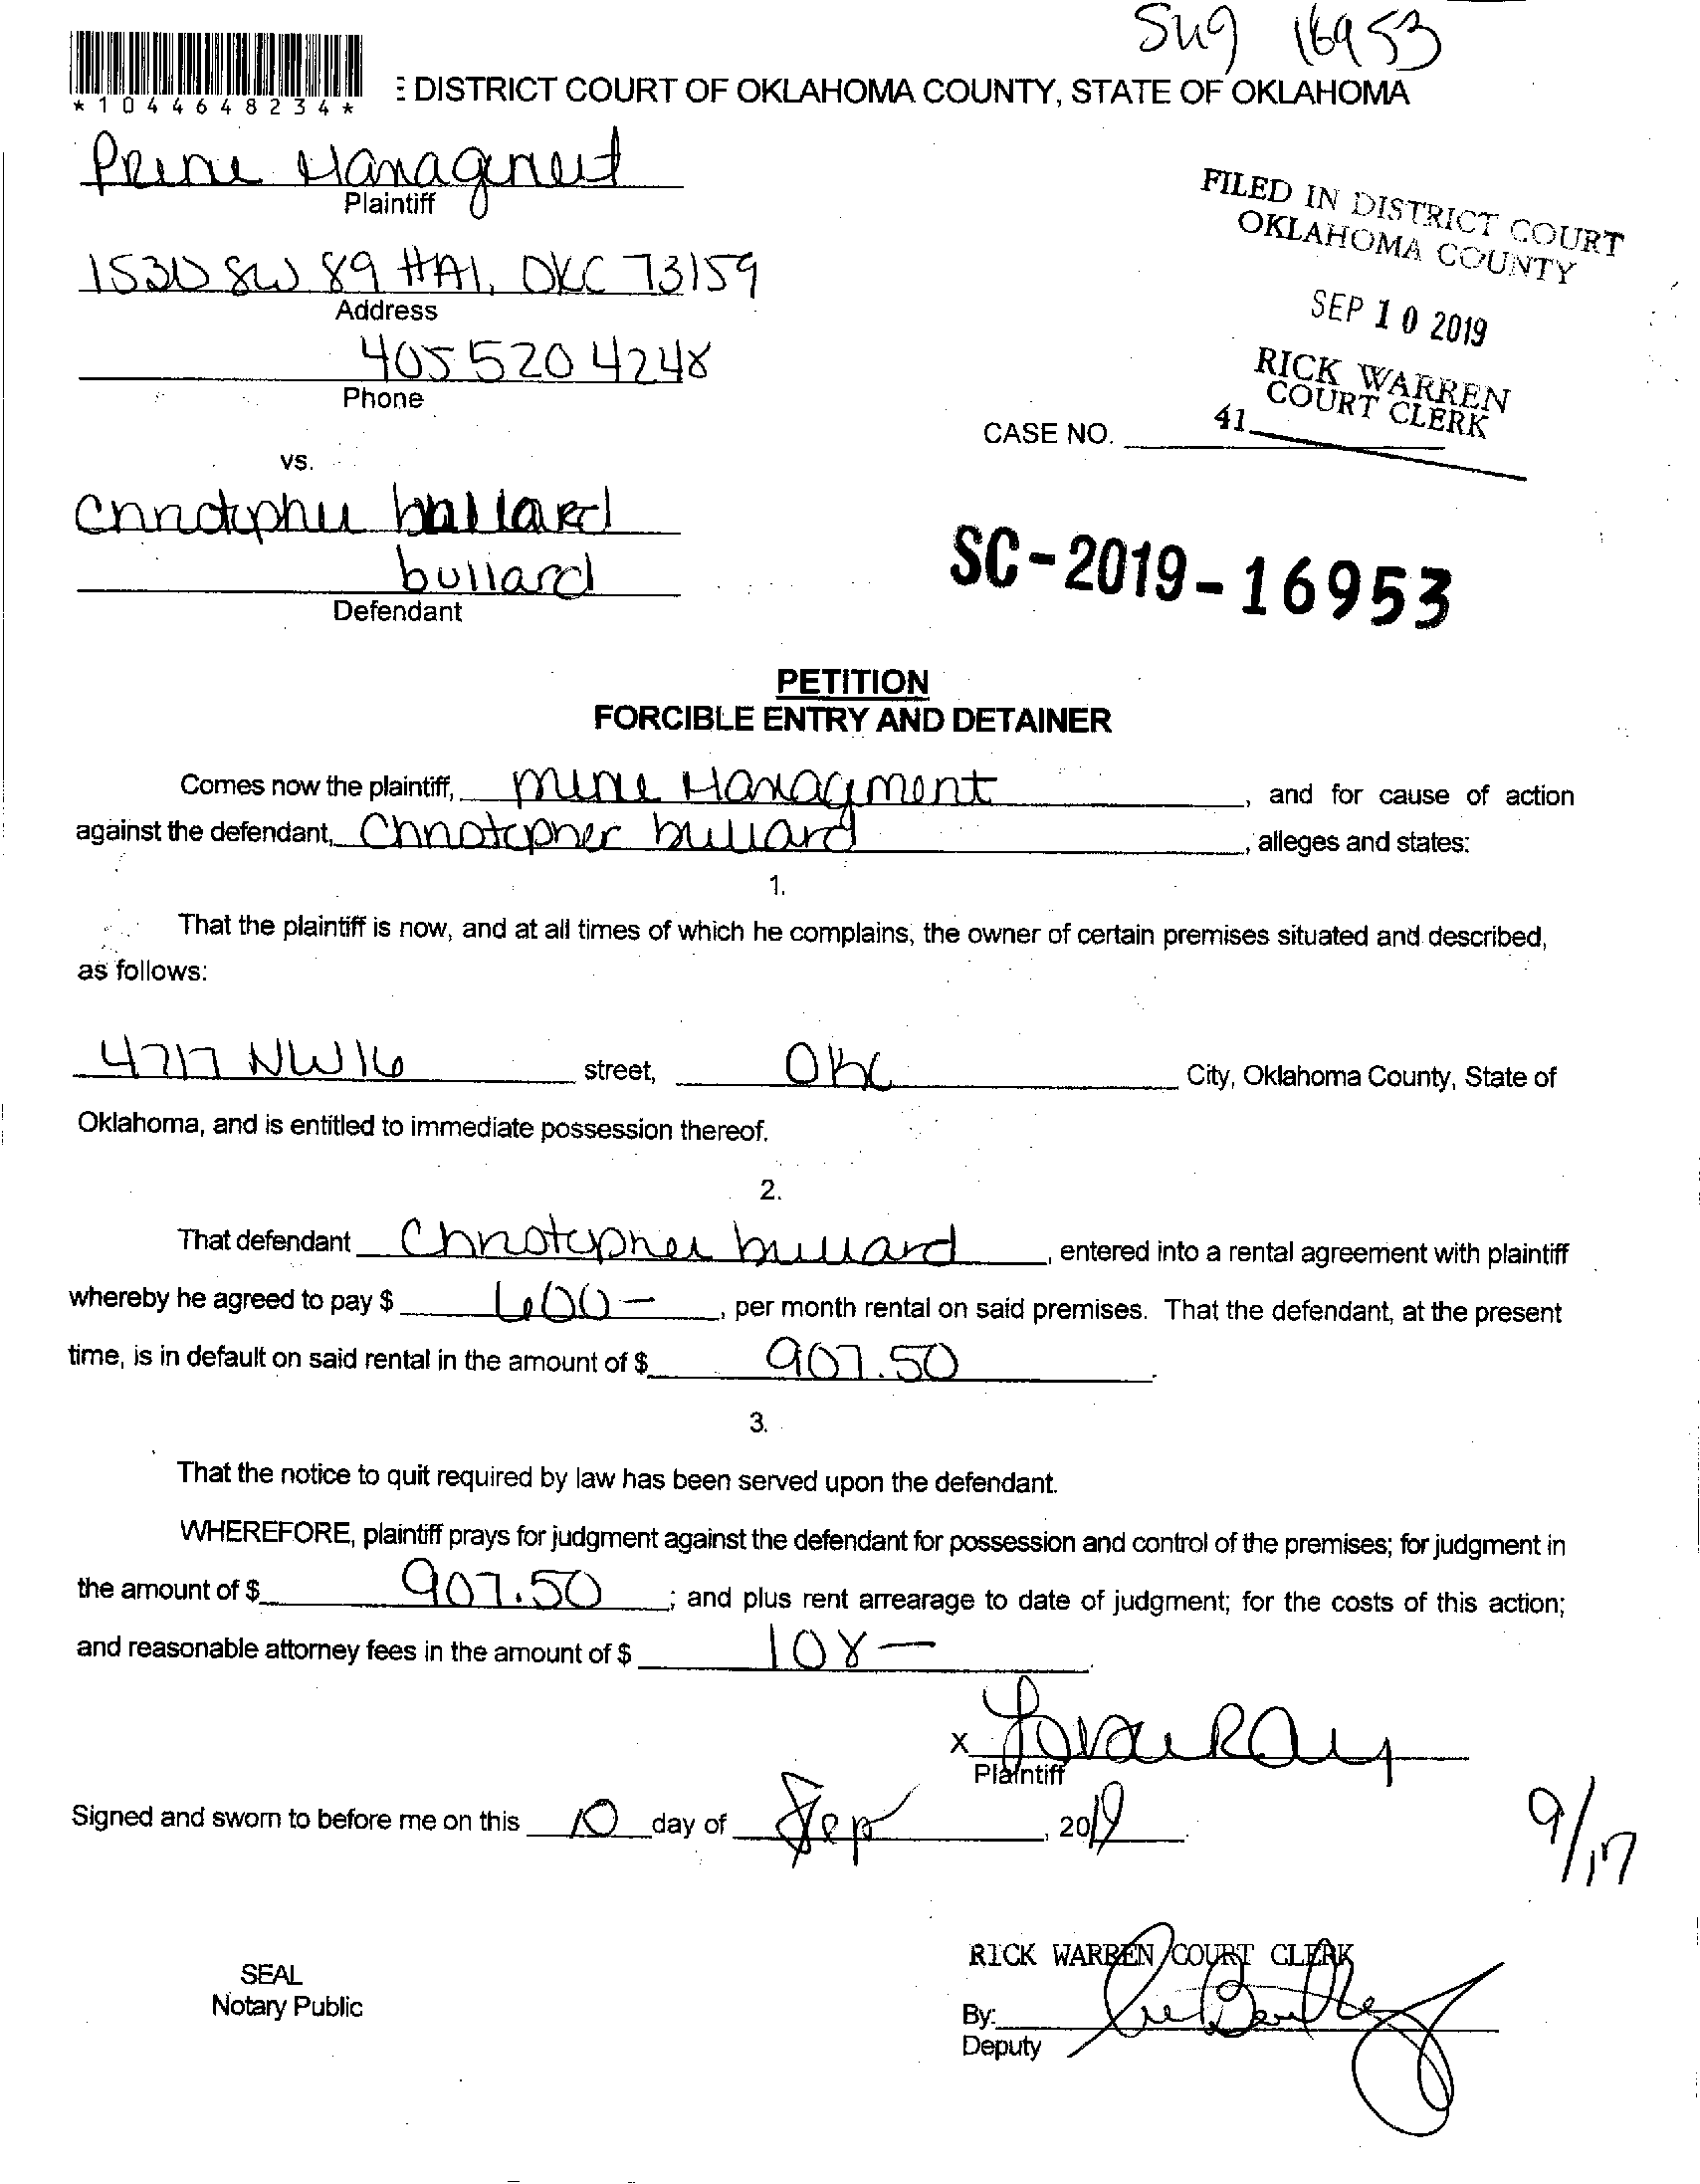 Sug 16953
*1044648234*
E DISTRICT COURT OF OKLAHOMA COUNTY, STATE OF OKLAHOMA
Prime Management
Plaintiff
FILED IN DISTRICT COURT
OKLAHOMA COUNTY
1530 SW 89 #A1, OKC 73159
Address
SEP 10 2019
405 520 4248
Phone
RICK WARREN
COURT CLERK
41
CASE NO.
vs.
Christopher ballard
bullard
Defendant
SC-2019-16953
PETITION
FORCIBLE ENTRY AND DETAINER
Comes now the plaintiff, Prime Management, and for cause of action
against the defendant, Christopher bullard, alleges and states:
1.
That the plaintiff is now, and at all times of which he complains, the owner of certain premises situated and described,
as follows:
4717 NW 16 street, OKC City, Oklahoma County, State of
Oklahoma, and is entitled to immediate possession thereof.
2.
That defendant Christopher bullard, entered into a rental agreement with plaintiff
whereby he agreed to pay $ 600-, per month rental on said premises. That the defendant, at the present
time, is in default on said rental in the amount of $ 907.50.
3.
That the notice to quit required by law has been served upon the defendant.
WHEREFORE, plaintiff prays for judgment against the defendant for possession and control of the premises; for judgment in
the amount of $ 907.50; and plus rent arrearage to date of judgment; for the costs of this action;
and reasonable attorney fees in the amount of $ 108-.
X
Plaintiff
Signed and sworn to before me on this 10 day of Sep, 2019.
9/17
RICK WARREN COURT CLERK
SEAL
Notary Public
By:
Deputy